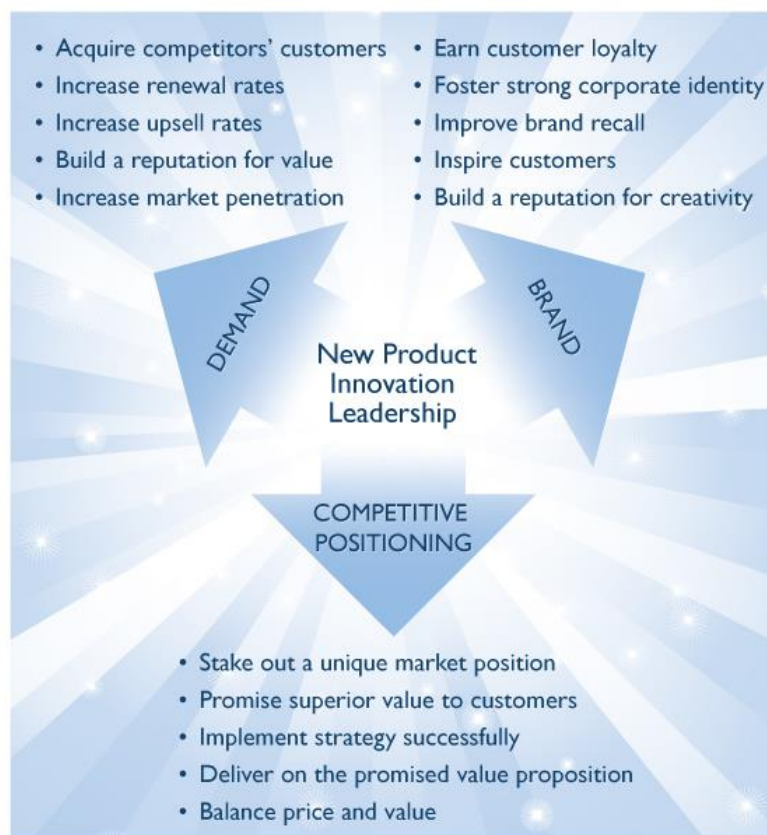 • Acquire competitors’ customers
• Increase renewal rates
• Increase upsell rates
• Build a reputation for value
• Increase market penetration
• Earn customer loyalty
• Foster strong corporate identity
• Improve brand recall
• Inspire customers
• Build a reputation for creativity
DEMAND
BRAND
New Product
Innovation
Leadership
COMPETITIVE
POSITIONING
• Stake out a unique market position
• Promise superior value to customers
• Implement strategy successfully
• Deliver on the promised value proposition
• Balance price and value